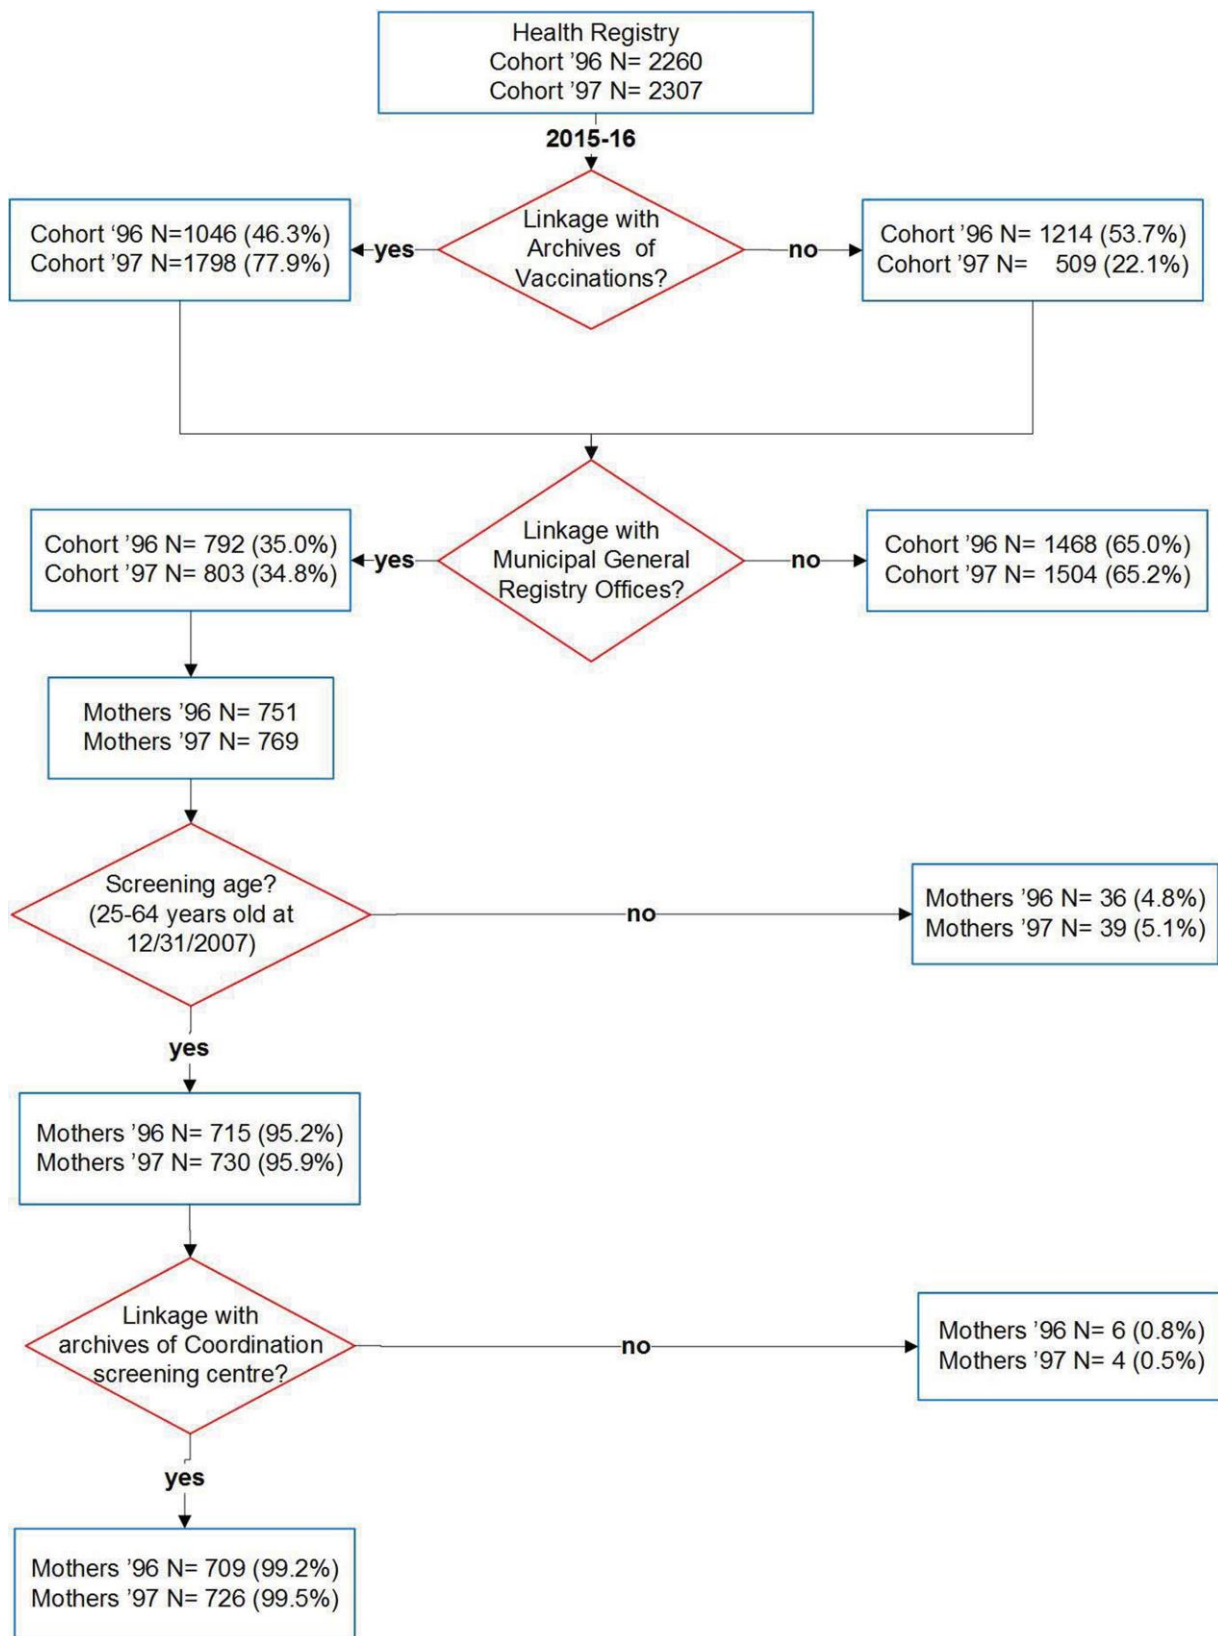 Health Registry
Cohort '96 N= 2260
Cohort '97 N= 2307
2015-16
Linkage with
Archives of
Vaccinations?
yes
no
Cohort '96 N=1046 (46.3%)
Cohort '97 N=1798 (77.9%)
Cohort '96 N= 1214 (53.7%)
Cohort '97 N= 509 (22.1%)
Linkage with
Municipal General
Registry Offices?
yes
no
Cohort '96 N= 792 (35.0%)
Cohort '97 N= 803 (34.8%)
Cohort '96 N= 1468 (65.0%)
Cohort '97 N= 1504 (65.2%)
Mothers '96 N= 751
Mothers '97 N= 769
Screening age?
(25-64 years old at
12/31/2007)
no
Mothers '96 N= 36 (4.8%)
Mothers '97 N= 39 (5.1%)
yes
Mothers '96 N= 715 (95.2%)
Mothers '97 N= 730 (95.9%)
Linkage with
archives of Coordination
screening centre?
no
Mothers '96 N= 6 (0.8%)
Mothers '97 N= 4 (0.5%)
yes
Mothers '96 N= 709 (99.2%)
Mothers '97 N= 726 (99.5%)